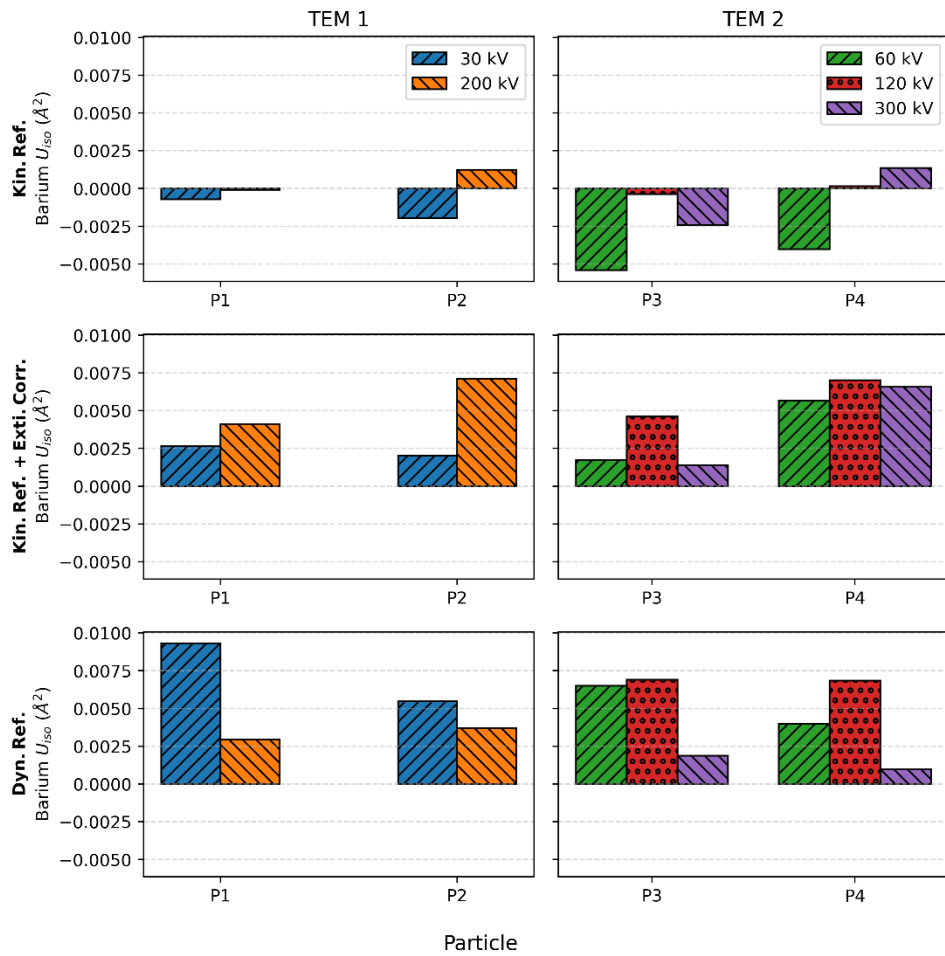 TEM 1
TEM 2
Kin. Ref.
Barium U_iso (Å²)
0.0100
0.0075
0.0050
0.0025
0.0000
−0.0025
−0.0050
30 kV
200 kV
60 kV
120 kV
300 kV
P1
P2
P3
P4
Kin. Ref. + Exti. Corr.
Barium U_iso (Å²)
0.0100
0.0075
0.0050
0.0025
0.0000
−0.0025
−0.0050
P1
P2
P3
P4
Dyn. Ref.
Barium U_iso (Å²)
0.0100
0.0075
0.0050
0.0025
0.0000
−0.0025
−0.0050
P1
P2
P3
P4
Particle